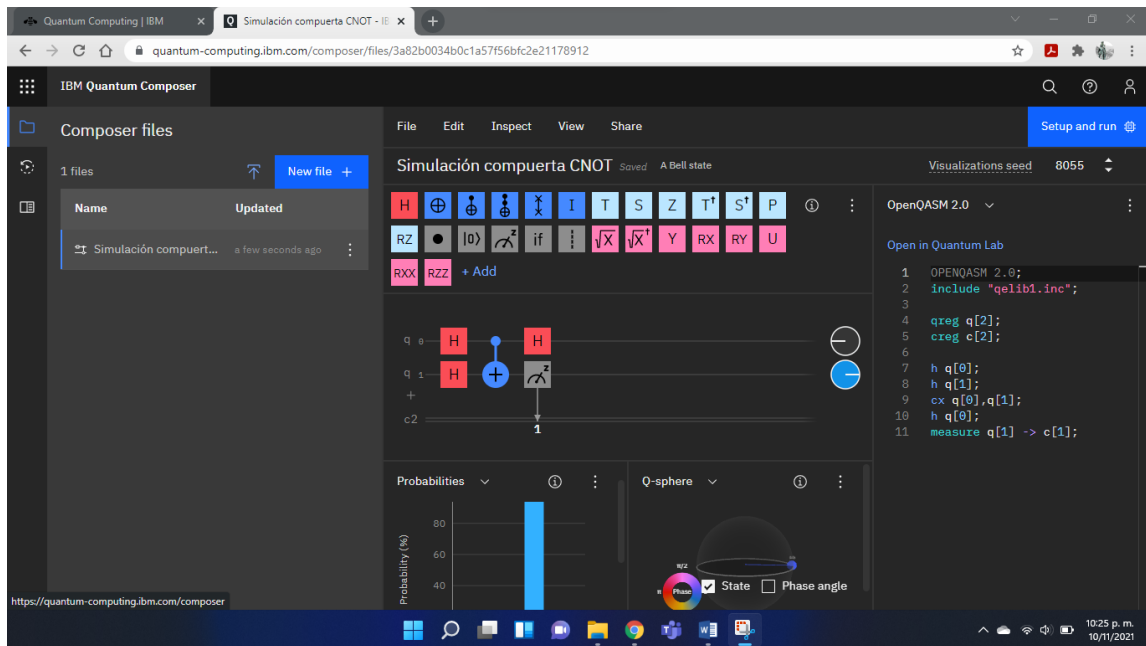 Quantum Computing | IBM
Simulación compuerta CNOT - IB
quantum-computing.ibm.com/composer/files/3a82b0034b0c1a57f56bfc2e21178912
IBM Quantum Composer
Composer files
File Edit Inspect View Share
Setup and run
1 files
New file +
Simulación compuerta CNOT Saved A Bell state
Visualizations seed 8055
Name Updated
Simulación compuert... a few seconds ago
H I T S Z T† S† P
RZ |0⟩ z if √X √X† Y RX RY U
RXX RZZ + Add
OpenQASM 2.0
Open in Quantum Lab
1 OPENQASM 2.0;
2 include "qelib1.inc";
3
4 qreg q[2];
5 creg c[2];
6
7 h q[0];
8 h q[1];
9 cx q[0],q[1];
10 h q[0];
11 measure q[1] -> c[1];
q 0 H H
q 1 H + z
+
c2
1
Probabilities
Q-sphere
Probability (%)
80
60
40
π/2
π Phase
State Phase angle
https://quantum-computing.ibm.com/composer
10:25 p. m.
10/11/2021